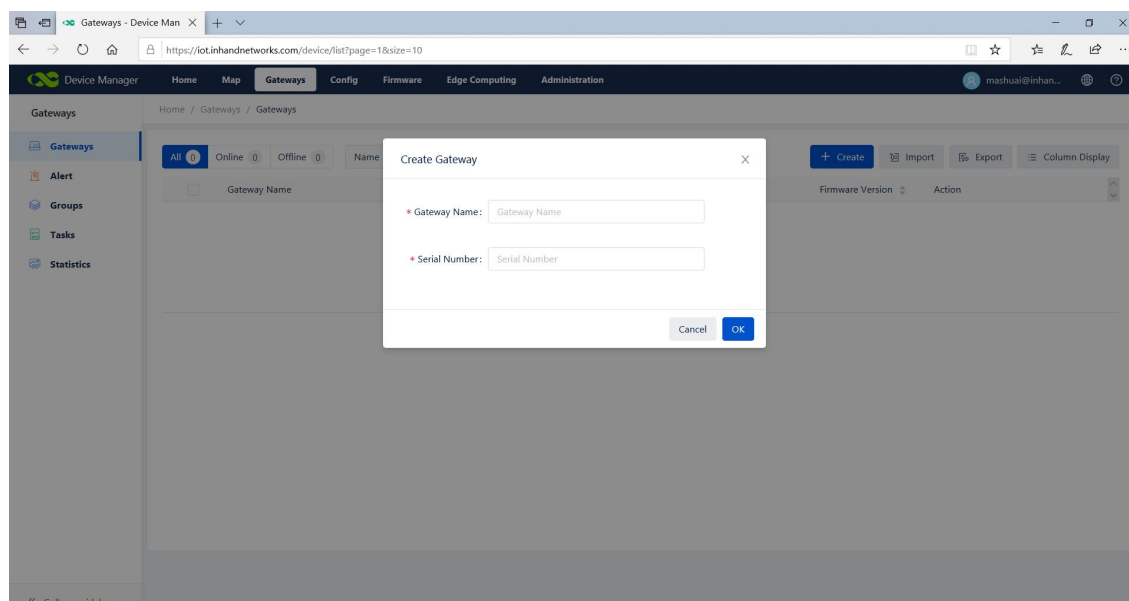 Gateways - Device Man
https://iot.inhandnetworks.com/device/list?page=1&size=10
Device Manager Home Map Gateways Config Firmware Edge Computing Administration mashuai@inhan...
Gateways
Home / Gateways / Gateways
Gateways
Alert
Groups
Tasks
Statistics
All 0 Online 0 Offline 0 Name
+ Create Import Export Column Display
Gateway Name Firmware Version Action
Create Gateway
* Gateway Name: Gateway Name
* Serial Number: Serial Number
Cancel OK